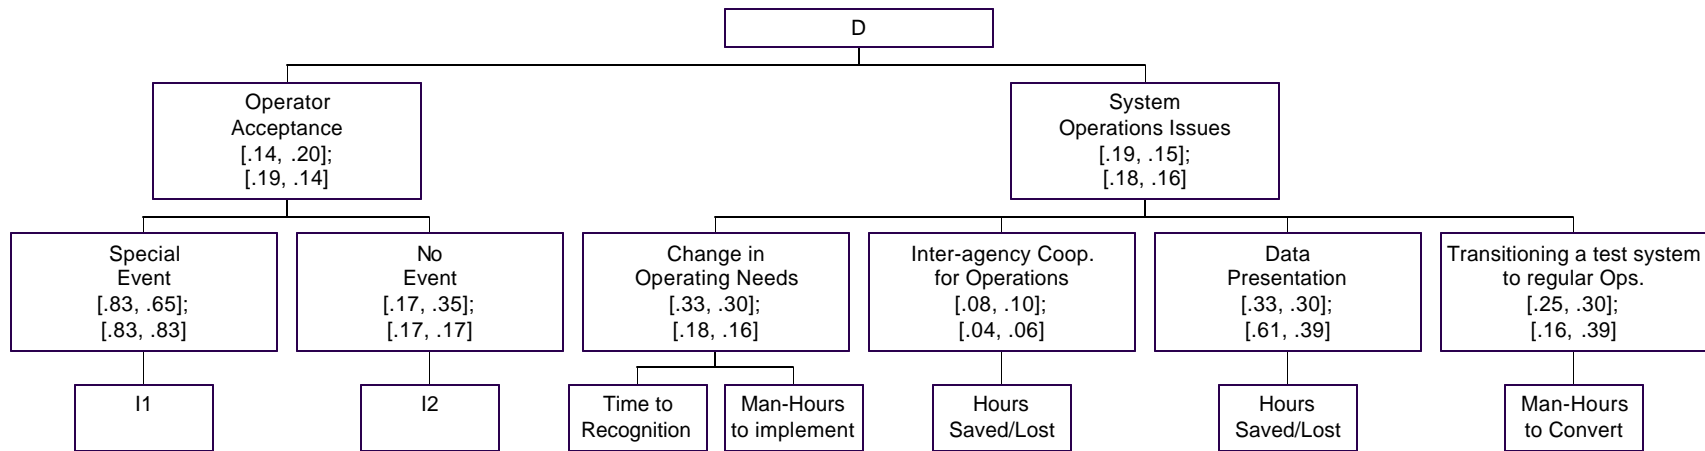 D
Operator
Acceptance
[.14, .20];
[.19, .14]
System
Operations Issues
[.19, .15];
[.18, .16]
Special
Event
[.83, .65];
[.83, .83]
No
Event
[.17, .35];
[.17, .17]
Change in
Operating Needs
[.33, .30];
[.18, .16]
Inter-agency Coop.
for Operations
[.08, .10];
[.04, .06]
Data
Presentation
[.33, .30];
[.61, .39]
Transitioning a test system
to regular Ops.
[.25, .30];
[.16, .39]
I1
I2
Time to
Recognition
Man-Hours
to implement
Hours
Saved/Lost
Hours
Saved/Lost
Man-Hours
to Convert